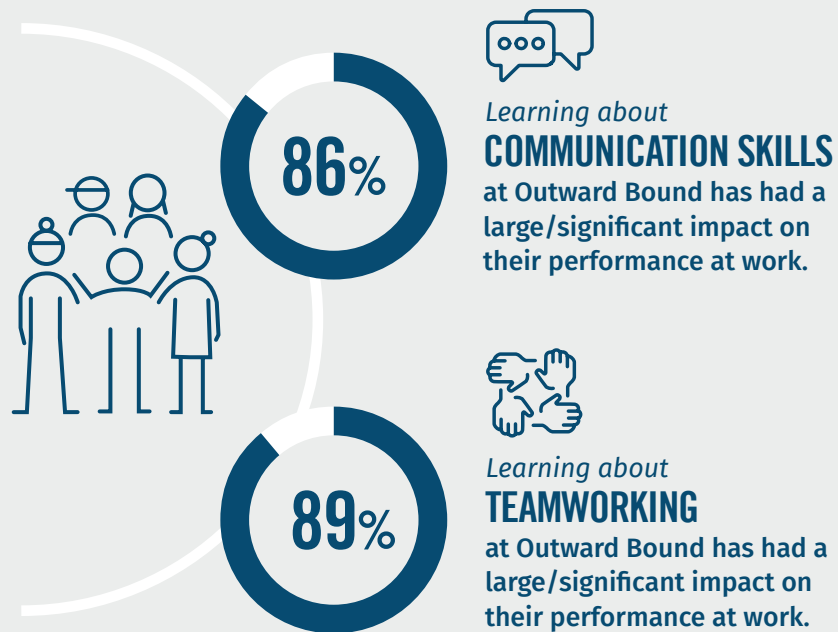 86%
Learning about
COMMUNICATION SKILLS
at Outward Bound has had a
large/significant impact on
their performance at work.
89%
Learning about
TEAMWORKING
at Outward Bound has had a
large/significant impact on
their performance at work.